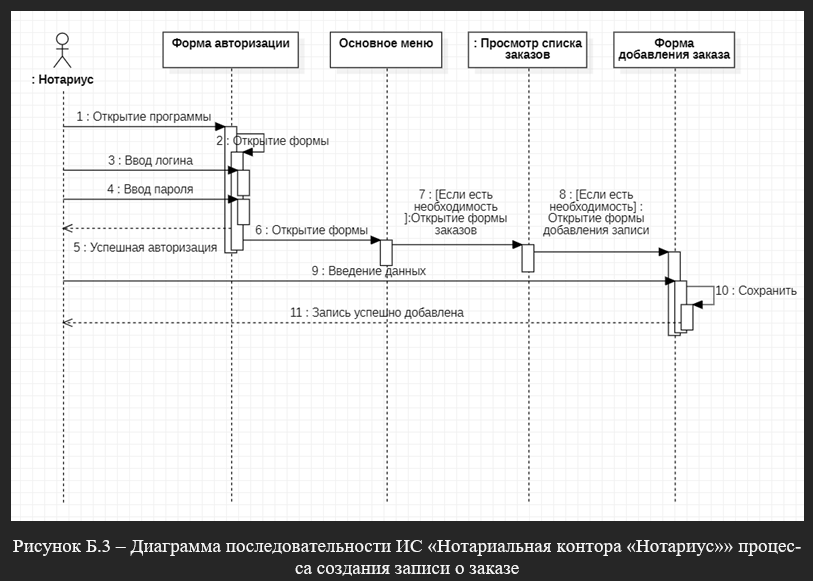 : Нотариус
Форма авторизации
Основное меню
: Просмотр списка
заказов
Форма
добавления заказа
1 : Открытие программы
2 : Открытие формы
3 : Ввод логина
4 : Ввод пароля
5 : Успешная авторизация
6 : Открытие формы
7 : [Если есть
необходимость
]:Открытие формы
заказов
8 : [Если есть
необходимость] :
Открытие формы
добавления записи
9 : Введение данных
10 : Сохранить
11 : Запись успешно добавлена
Рисунок Б.3 – Диаграмма последовательности ИС «Нотариальная контора «Нотариус»» процес-
са создания записи о заказе